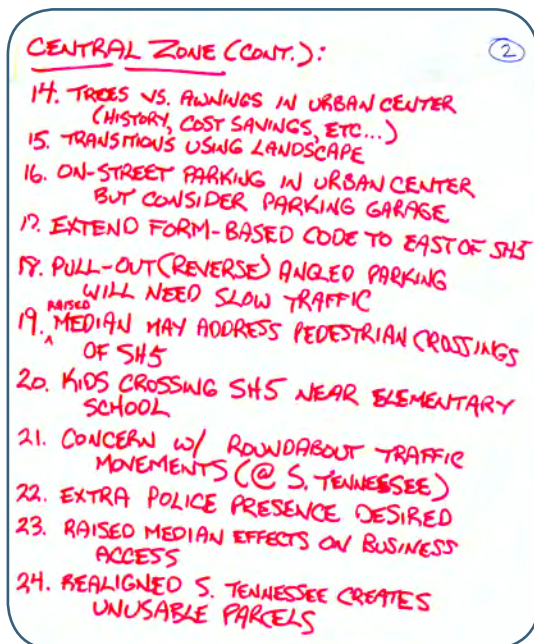 CENTRAL ZONE (CONT.): 2
14. TREES VS. AWNINGS IN URBAN CENTER
(HISTORY, COST SAVINGS, ETC...)
15. TRANSITIONS USING LANDSCAPE
16. ON-STREET PARKING IN URBAN CENTER
BUT CONSIDER PARKING GARAGE
17. EXTEND FORM-BASED CODE TO EAST OF SH5
18. PULL-OUT (REVERSE) ANGLED PARKING
WILL NEED SLOW TRAFFIC
19. RAISED MEDIAN MAY ADDRESS PEDESTRIAN CROSSINGS
OF SH5
20. KIDS CROSSING SH5 NEAR ELEMENTARY
SCHOOL
21. CONCERN W/ ROUNDABOUT TRAFFIC
MOVEMENTS (@ S. TENNESSEE)
22. EXTRA POLICE PRESENCE DESIRED
23. RAISED MEDIAN EFFECTS ON BUSINESS
ACCESS
24. REALIGNED S. TENNESSEE CREATES
UNUSABLE PARCELS